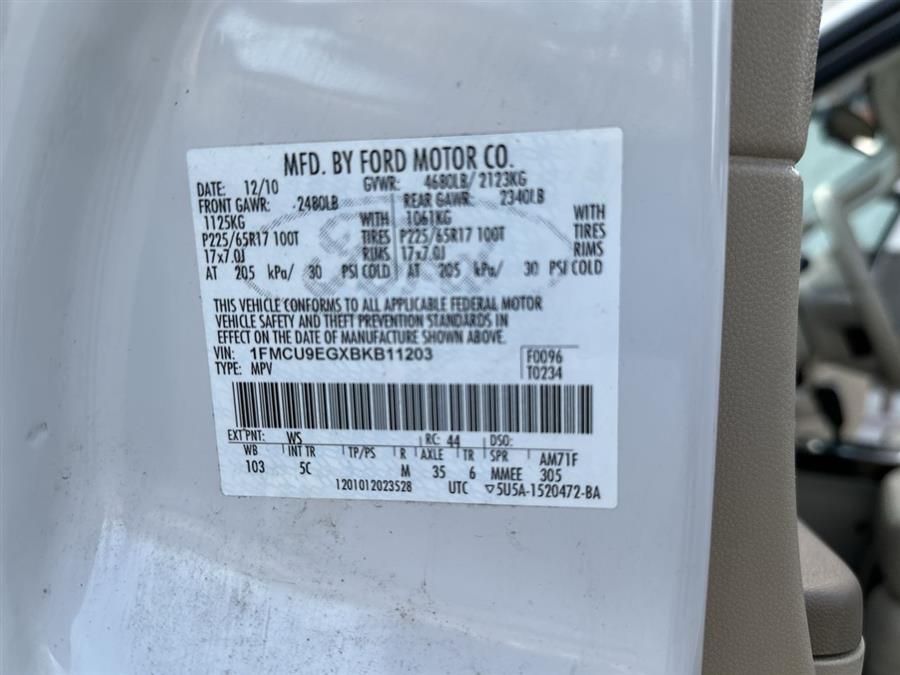 MFD. BY FORD MOTOR CO.
DATE: 12/10 GVWR: 4680LB/ 2123KG
FRONT GAWR: 2480LB REAR GAWR: 2340LB
1125KG WITH 1061KG WITH
P225/65R17 100T TIRES P225/65R17 100T TIRES
17x7.0J RIMS 17x7.0J RIMS
AT 205 kPa/ 30 PSI COLD AT 205 kPa/ 30 PSI COLD
THIS VEHICLE CONFORMS TO ALL APPLICABLE FEDERAL MOTOR
VEHICLE SAFETY AND THEFT PREVENTION STANDARDS IN
EFFECT ON THE DATE OF MANUFACTURE SHOWN ABOVE.
VIN: 1FMCU9EGXBKB11203 F0096
TYPE: MPV T0234
EXT PNT: WS RC: 44 DSO:
WB INT TR TP/PS R AXLE TR SPR AM71F
103 5C M 35 6 MMEE 305
1201012023528 UTC ▽5U5A-1520472-BA